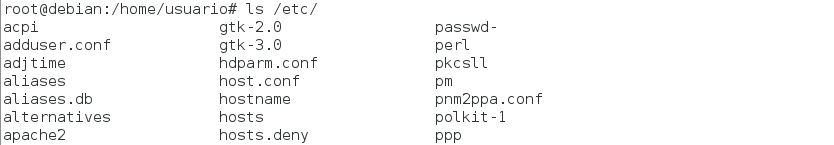 root@debian:/home/usuario# ls /etc/
acpi gtk-2.0 passwd-
adduser.conf gtk-3.0 perl
adjtime hdparm.conf pkcsll
aliases host.conf pm
aliases.db hostname pnm2ppa.conf
alternatives hosts polkit-1
apache2 hosts.deny ppp